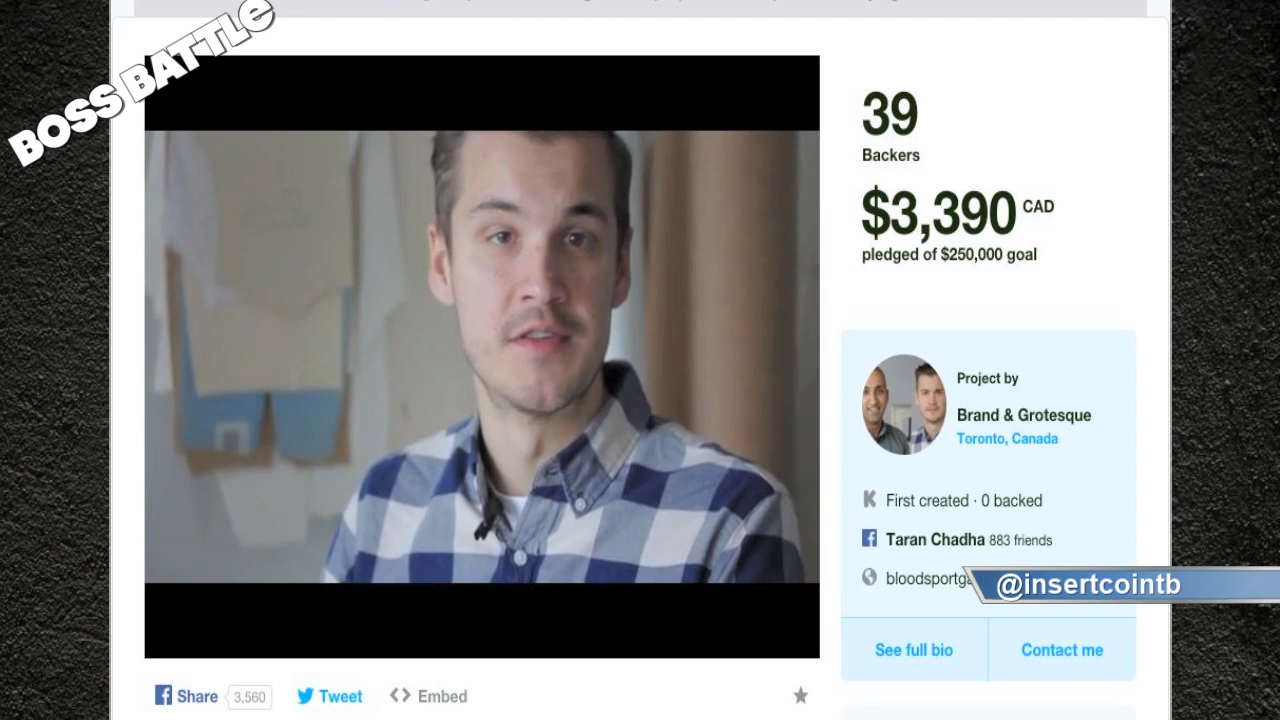 BOSS BATTLE
39
Backers
$3,390 CAD
pledged of $250,000 goal
Project by
Brand & Grotesque
Toronto, Canada
First created · 0 backed
Taran Chadha 883 friends
@insertcointb
See full bio
Contact me
Share 3,560
Tweet
Embed